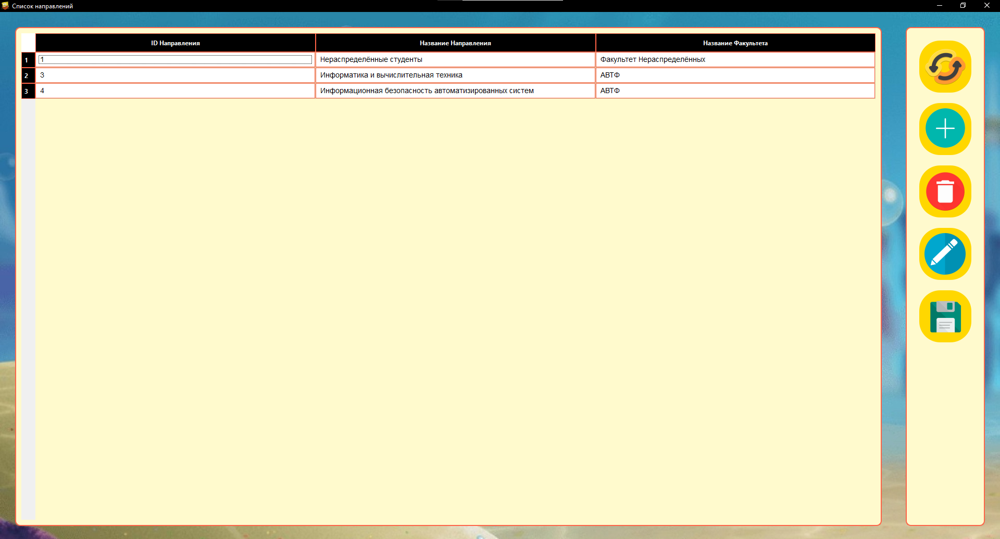 Список направлений
ID Направления Название Направления Название Факультета
1 1 Нераспределённые студенты Факультет Нераспределённых
2 3 Информатика и вычислительная техника АВТФ
3 4 Информационная безопасность автоматизированных систем АВТФ